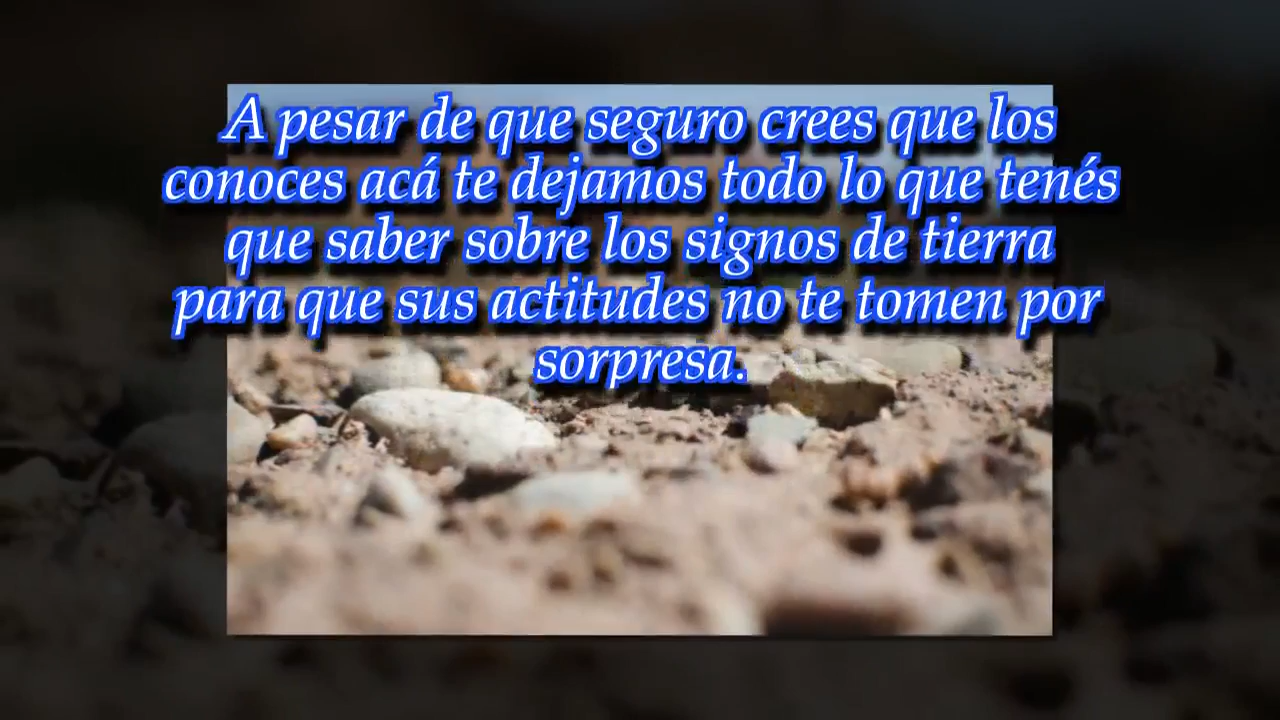 A pesar de que seguro crees que los
conoces acá te dejamos todo lo que tenés
que saber sobre los signos de tierra
para que sus actitudes no te tomen por
sorpresa.